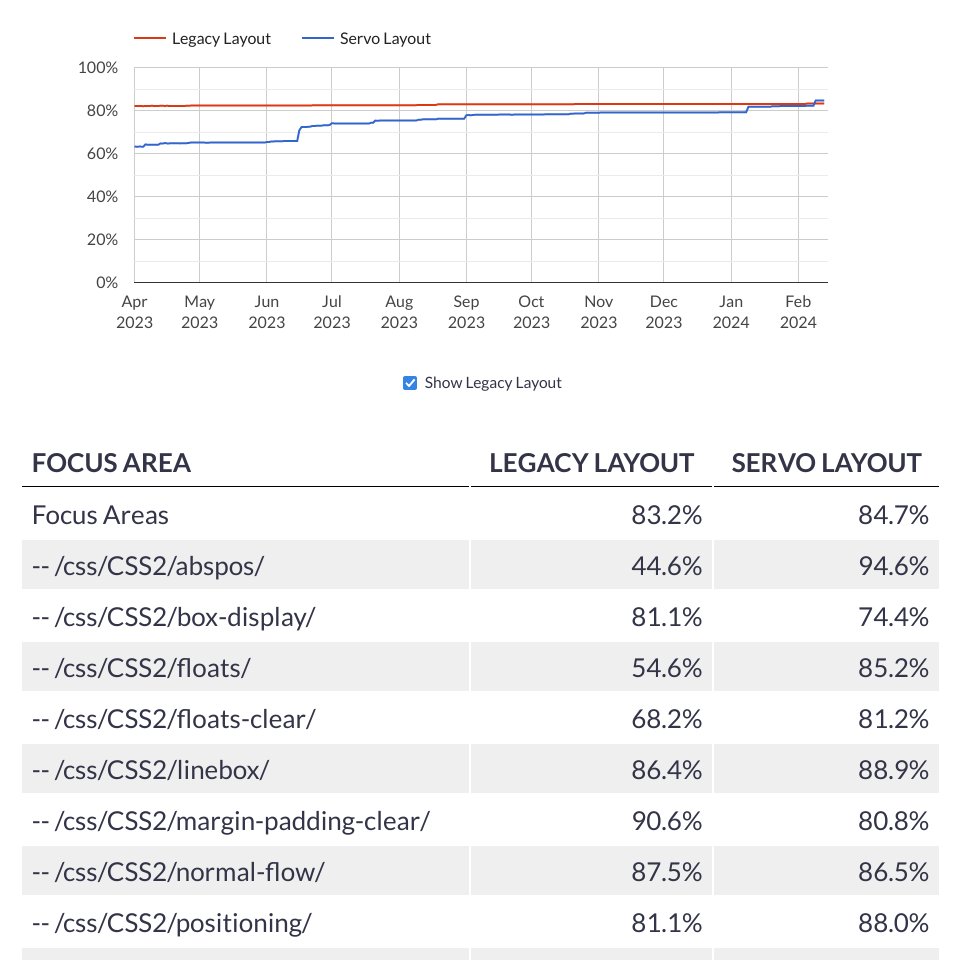 Legacy Layout Servo Layout
100%
80%
60%
40%
20%
0%
Apr May Jun Jul Aug Sep Oct Nov Dec Jan Feb
2023 2023 2023 2023 2023 2023 2023 2023 2023 2024 2024
Show Legacy Layout
FOCUS AREA LEGACY LAYOUT SERVO LAYOUT
Focus Areas 83.2% 84.7%
-- /css/CSS2/abspos/ 44.6% 94.6%
-- /css/CSS2/box-display/ 81.1% 74.4%
-- /css/CSS2/floats/ 54.6% 85.2%
-- /css/CSS2/floats-clear/ 68.2% 81.2%
-- /css/CSS2/linebox/ 86.4% 88.9%
-- /css/CSS2/margin-padding-clear/ 90.6% 80.8%
-- /css/CSS2/normal-flow/ 87.5% 86.5%
-- /css/CSS2/positioning/ 81.1% 88.0%